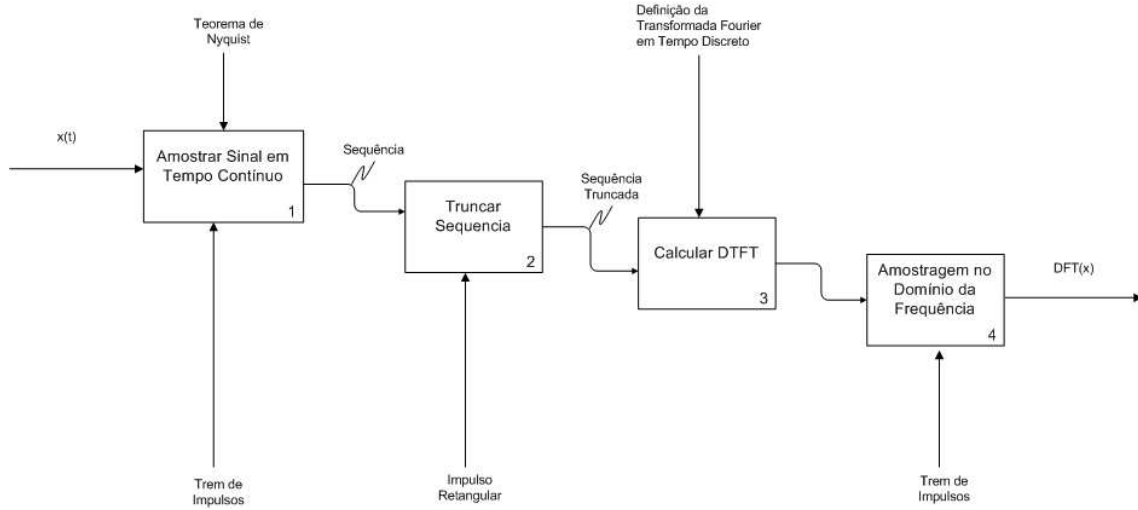 Teorema de
Nyquist
Definição da
Transformada Fourier
em Tempo Discreto
x(t)
Amostrar Sinal em
Tempo Contínuo
1
Sequência
Truncar
Sequencia
2
Sequência
Truncada
Calcular DTFT
3
Amostragem no
Domínio da
Frequência
4
DFT(x)
Trem de
Impulsos
Impulso
Retangular
Trem de
Impulsos